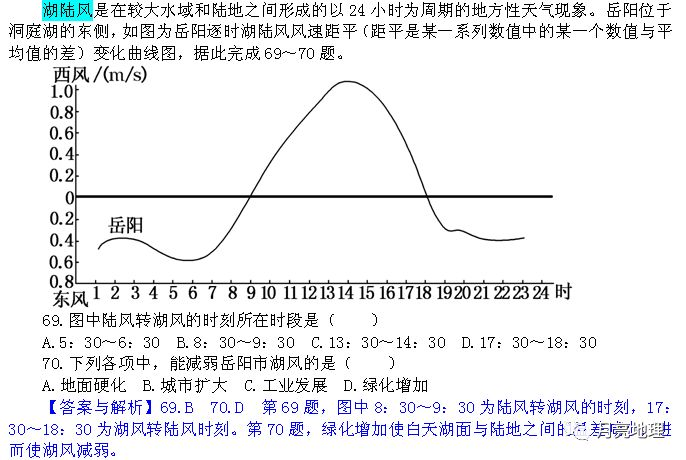 湖陆风是在较大水域和陆地之间形成的以24小时为周期的地方性天气现象。岳阳位于
洞庭湖的东侧,如图为岳阳逐时湖陆风风速距平(距平是某一系列数值中的某一个数值与平
均值的差)变化曲线图,据此完成69～70题。
西风/(m/s)
1.0
0.8
0.6
0.4
0.2
0
0.2
岳阳
0.4
0.6
0.8
东风 1 2 3 4 5 6 7 8 9 10 11 12 13 14 15 16 17 18 19 20 21 22 23 24 时
69.图中陆风转湖风的时刻所在时段是( )
A.5:30～6:30 B.8:30～9:30 C.13:30～14:30 D.17:30～18:30
70.下列各项中,能减弱岳阳市湖风的是( )
A.地面硬化 B.城市扩大 C.工业发展 D.绿化增加
【答案与解析】69.B 70.D 第69题,图中8:30～9:30为陆风转湖风的时刻,17:
30～18:30为湖风转陆风时刻。第70题,绿化增加使白天湖面与陆地之间的 月亮地理
而使湖风减弱。